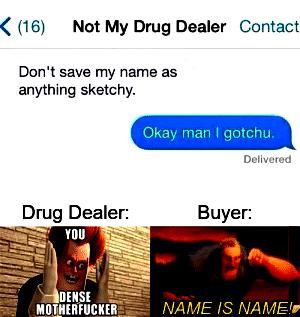 (16) Not My Drug Dealer Contact
Don't save my name as
anything sketchy.
Okay man I gotchu.
Delivered
Drug Dealer: Buyer:
YOU
DENSE
MOTHERFUCKER
NAME IS NAME!